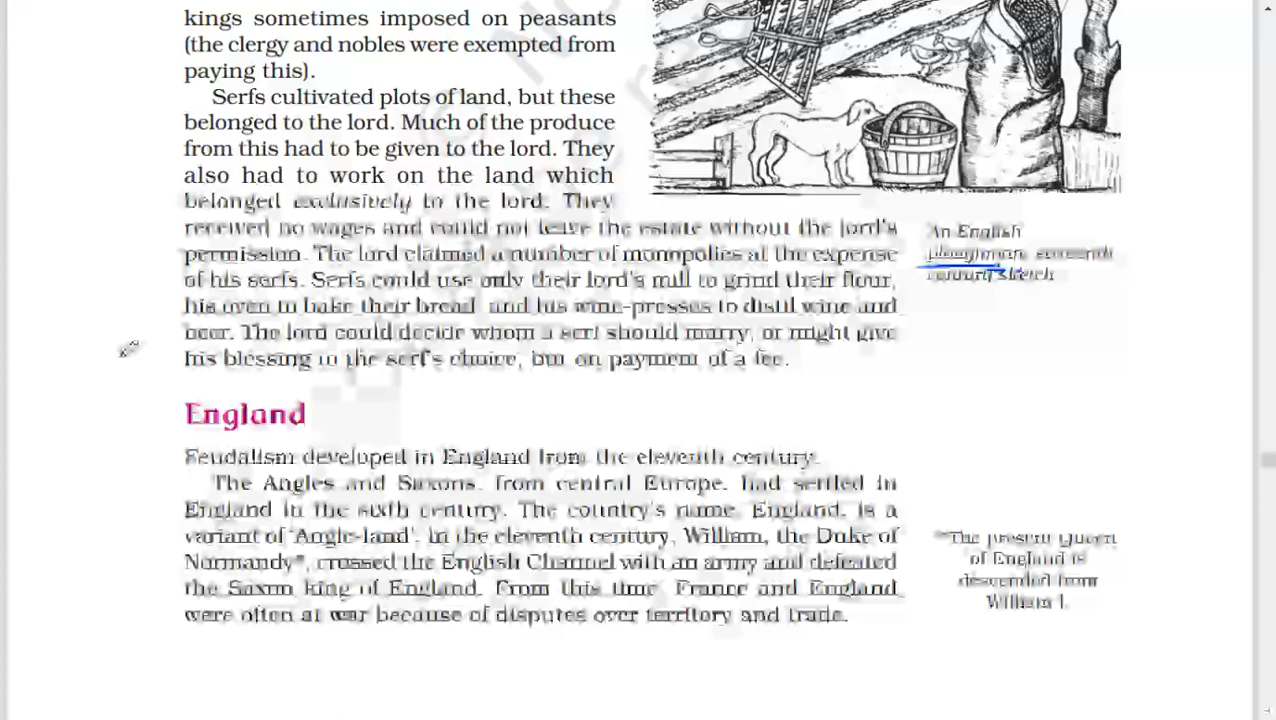 kings sometimes imposed on peasants
(the clergy and nobles were exempted from
paying this).
Serfs cultivated plots of land, but these
belonged to the lord. Much of the produce
from this had to be given to the lord. They
also had to work on the land which
belonged exclusively to the lord. They
received no wages and could not leave the estate without the lord's
permission. The lord claimed a number of monopolies at the expense
of his serfs. Serfs could use only their lord's mill to grind their flour,
his oven to bake their bread, and his wine-presses to distil wine and
beer. The lord could decide whom a serf should marry, or might give
his blessing to the serf's choice, but on payment of a fee.
An English
ploughman, sixteenth-
century sketch
England
Feudalism developed in England from the eleventh century.
The Angles and Saxons, from central Europe, had settled in
England in the sixth century. The country's name, England, is a
variant of 'Angle-land'. In the eleventh century, William, the Duke of
Normandy*, crossed the English Channel with an army and defeated
the Saxon king of England. From this time, France and England
were often at war because of disputes over territory and trade.
*The present Queen
of England is
descended from
William I.